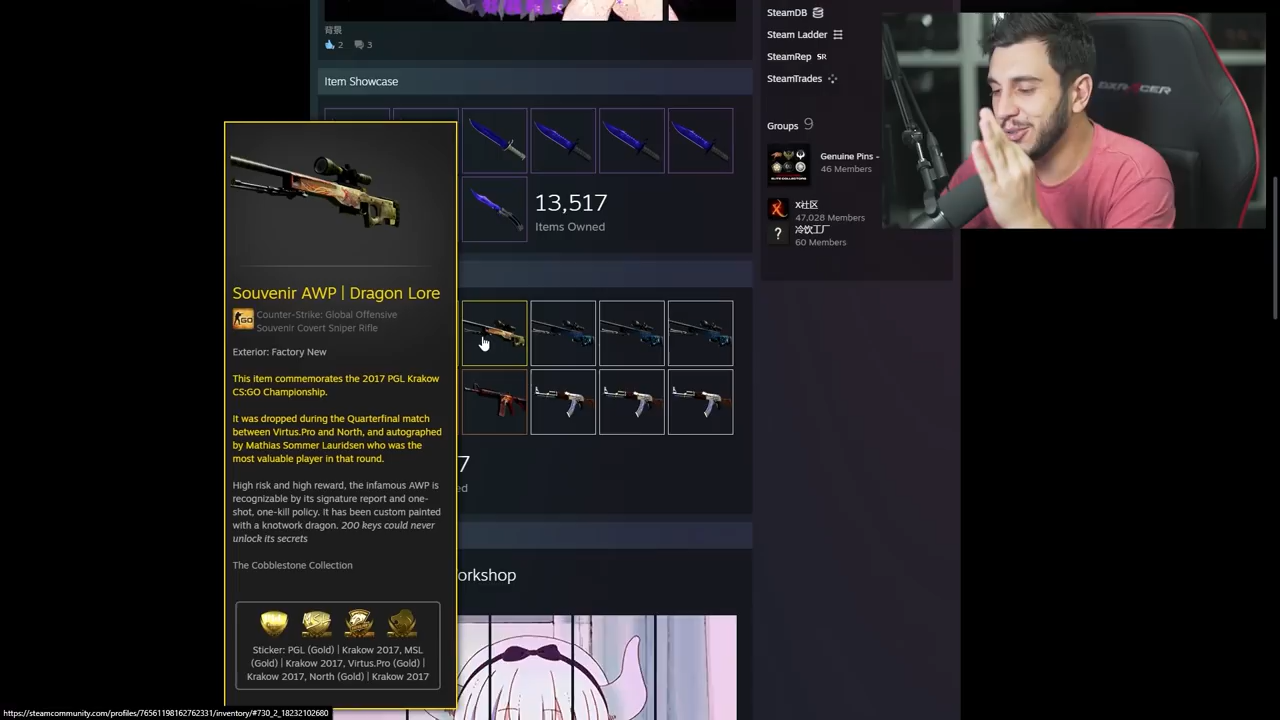 背景
2
3
Item Showcase
13,517
Items Owned
Souvenir AWP | Dragon Lore
Counter-Strike: Global Offensive
Souvenir Covert Sniper Rifle
Exterior: Factory New
This item commemorates the 2017 PGL Krakow
CS:GO Championship.
It was dropped during the Quarterfinal match
between Virtus.Pro and North, and autographed
by Mathias Sommer Lauridsen who was the
most valuable player in that round.
High risk and high reward, the infamous AWP is
recognizable by its signature report and one-
shot, one-kill policy. It has been custom painted
with a knotwork dragon. 200 keys could never
unlock its secrets
The Cobblestone Collection
Sticker: PGL (Gold) | Krakow 2017, MSL
(Gold) | Krakow 2017, Virtus.Pro (Gold) |
Krakow 2017, North (Gold) | Krakow 2017
7
ed
orkshop
SteamDB
Steam Ladder
SteamRep SR
SteamTrades
Groups 9
Genuine Pins -
46 Members
X社区
47,028 Members
冷饮工厂
60 Members
?
DXRACER
https://steamcommunity.com/profiles/76561198162762331/inventory/#730_2_18232102680